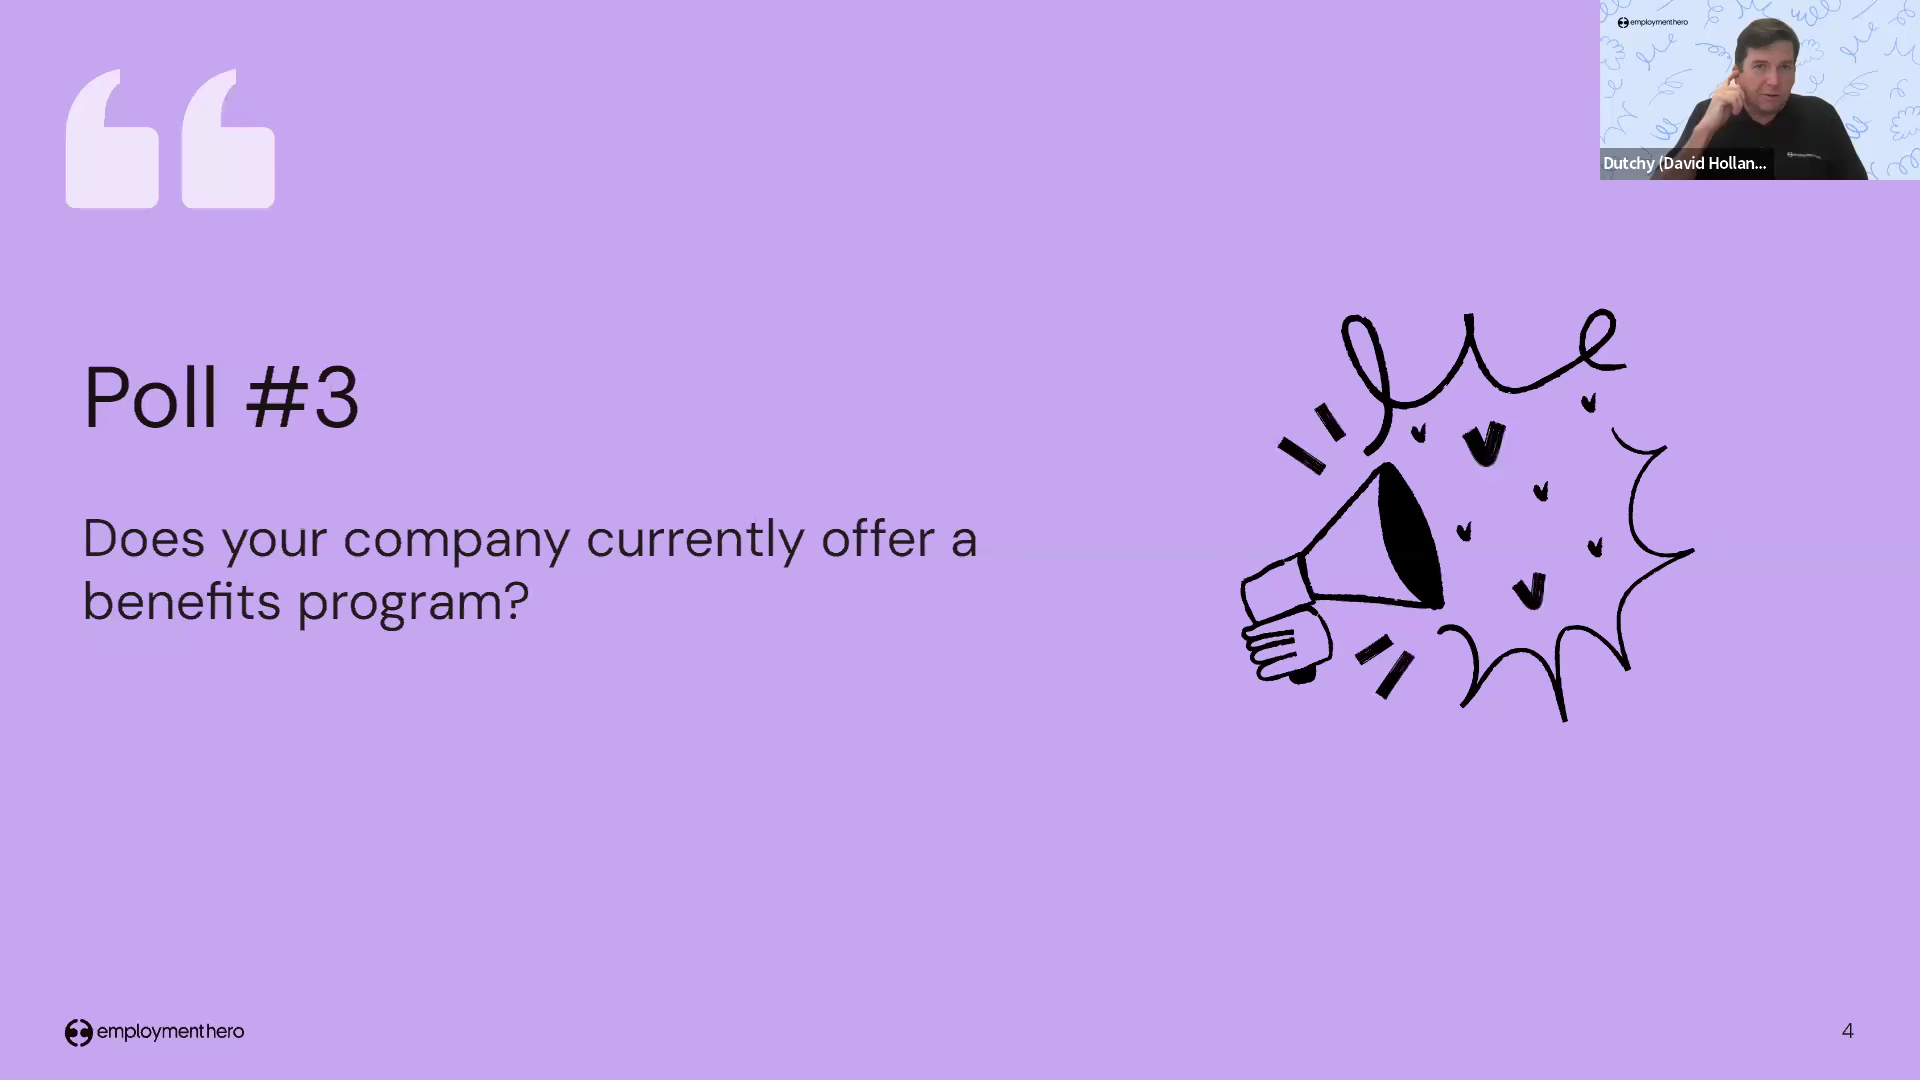 employmenthero
Dutchy (David Hollan...
Poll #3
Does your company currently offer a
benefits program?
employmenthero
4